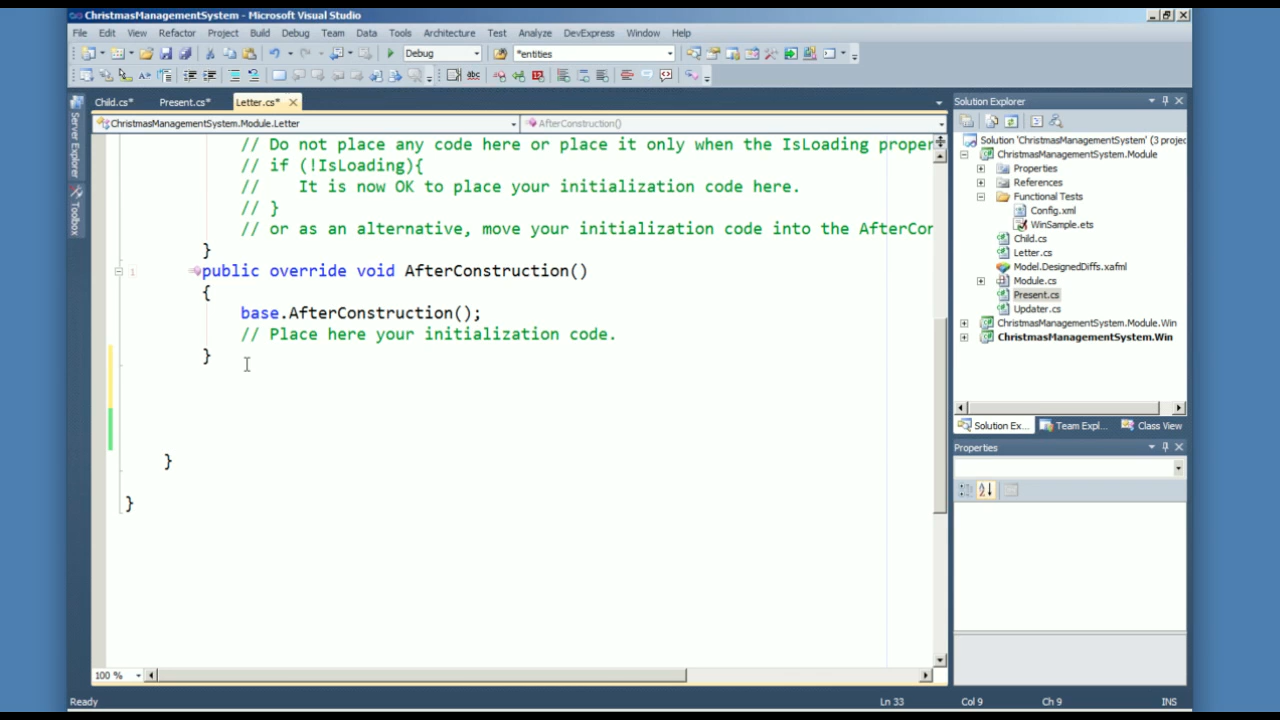 ChristmasManagementSystem - Microsoft Visual Studio
File Edit View Refactor Project Build Debug Team Data Tools Architecture Test Analyze DevExpress Window Help
Debug *entities
Child.cs* Present.cs* Letter.cs*
ChristmasManagementSystem.Module.Letter AfterConstruction()
Server Explorer
Toolbox
// Do not place any code here or place it only when the IsLoading proper
// if (!IsLoading){
// It is now OK to place your initialization code here.
// }
// or as an alternative, move your initialization code into the AfterCon
}
1 public override void AfterConstruction()
{
base.AfterConstruction();
// Place here your initialization code.
}
}
}
100 %
Solution Explorer
Solution 'ChristmasManagementSystem' (3 projec
ChristmasManagementSystem.Module
Properties
References
Functional Tests
Config.xml
WinSample.ets
Child.cs
Letter.cs
Model.DesignedDiffs.xafml
Module.cs
Present.cs
Updater.cs
ChristmasManagementSystem.Module.Win
ChristmasManagementSystem.Win
Solution Ex... Team Expl... Class View
Properties
Ready Ln 33 Col 9 Ch 9 INS